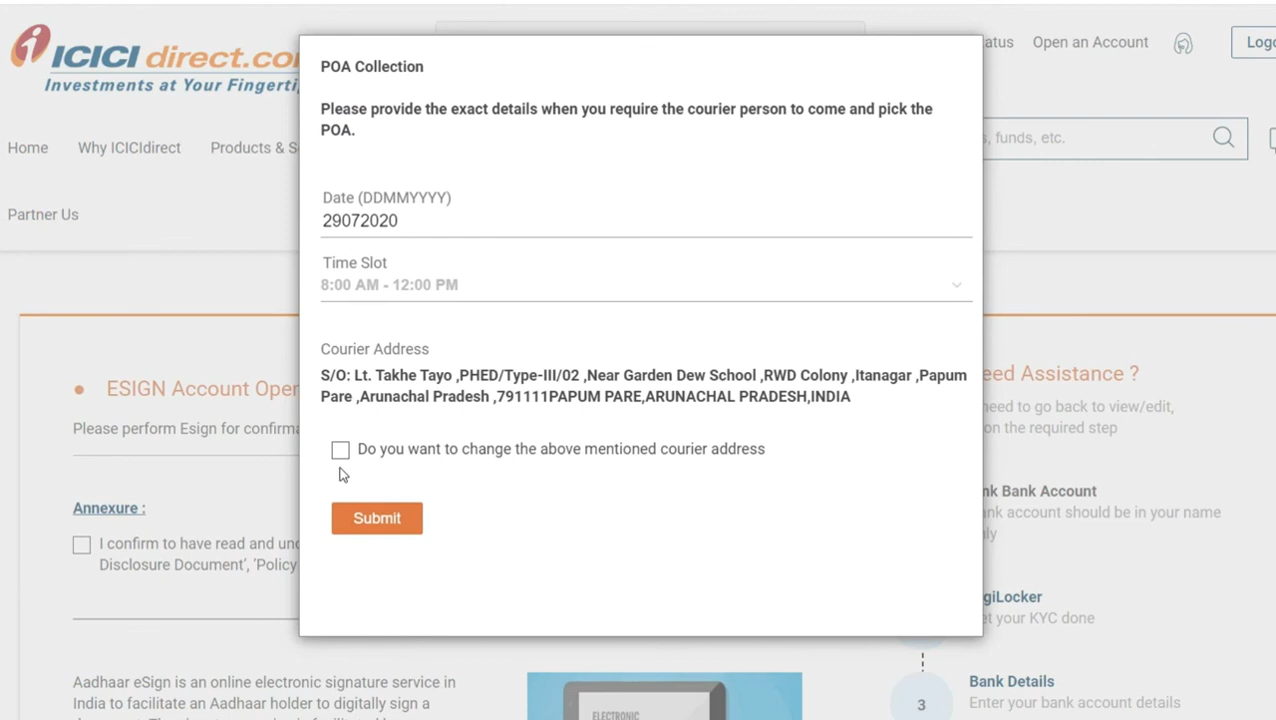 ICICI direct.co
Investments at Your Fingerti
atus
Open an Account
Logo
Home
Why ICICIdirect
Products & S
s, funds, etc.
Partner Us
POA Collection
Please provide the exact details when you require the courier person to come and pick the
POA.
Date (DDMMYYYY)
29072020
Time Slot
8:00 AM - 12:00 PM
Courier Address
S/O: Lt. Takhe Tayo ,PHED/Type-III/02 ,Near Garden Dew School ,RWD Colony ,Itanagar ,Papum
Pare ,Arunachal Pradesh ,791111PAPUM PARE,ARUNACHAL PRADESH,INDIA
Do you want to change the above mentioned courier address
Submit
ESIGN Account Oper
Please perform Esign for confirma
Annexure :
I confirm to have read and und
Disclosure Document’, ‘Policy
Aadhaar eSign is an online electronic signature service in
India to facilitate an Aadhaar holder to digitally sign a
ELECTRONIC
eed Assistance ?
need to go back to view/edit,
on the required step
nk Bank Account
ank account should be in your name
nly
giLocker
et your KYC done
3
Bank Details
Enter your bank account details